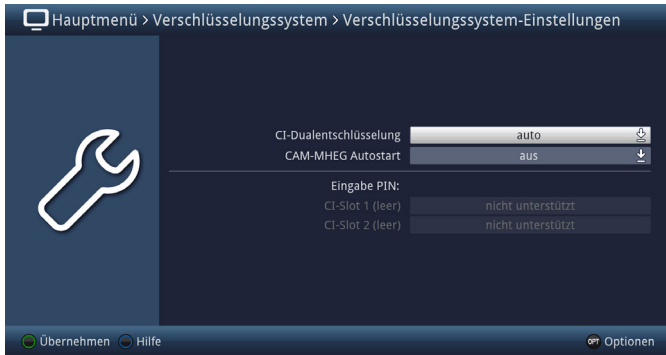 Hauptmenü > Verschlüsselungssystem > Verschlüsselungssystem-Einstellungen
CI-Dualentschlüsselung auto
CAM-MHEG Autostart aus
Eingabe PIN:
CI-Slot 1 (leer) nicht unterstützt
CI-Slot 2 (leer) nicht unterstützt
Übernehmen Hilfe OPT Optionen